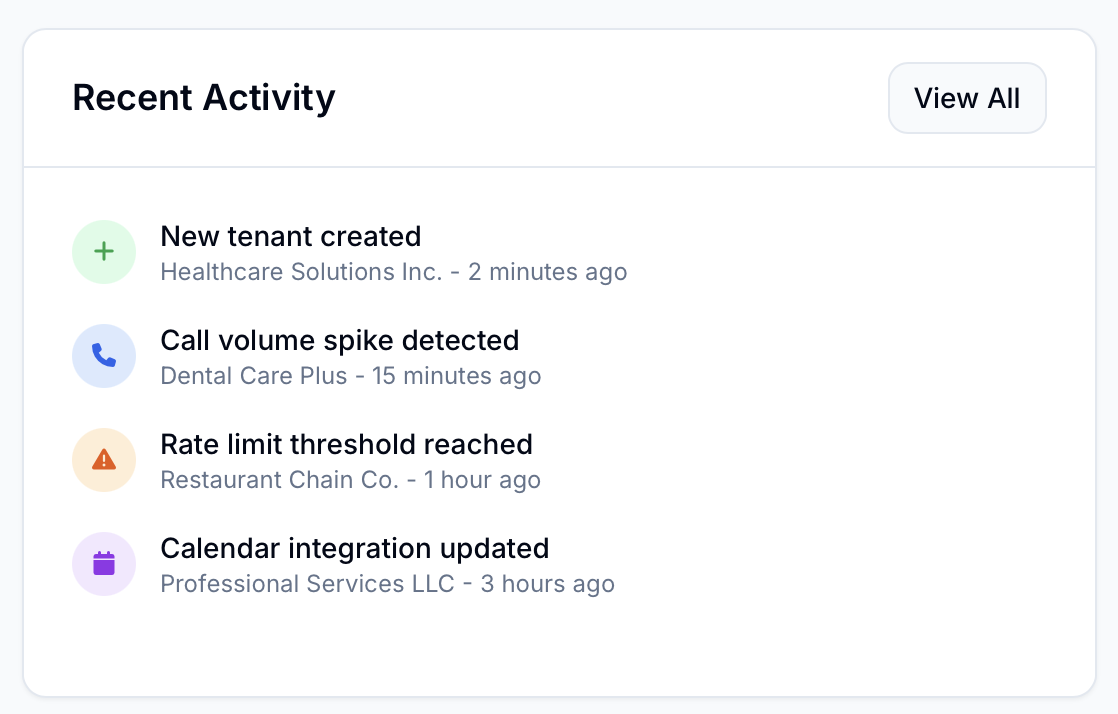 Recent Activity
View All
New tenant created
Healthcare Solutions Inc. - 2 minutes ago
Call volume spike detected
Dental Care Plus - 15 minutes ago
Rate limit threshold reached
Restaurant Chain Co. - 1 hour ago
Calendar integration updated
Professional Services LLC - 3 hours ago